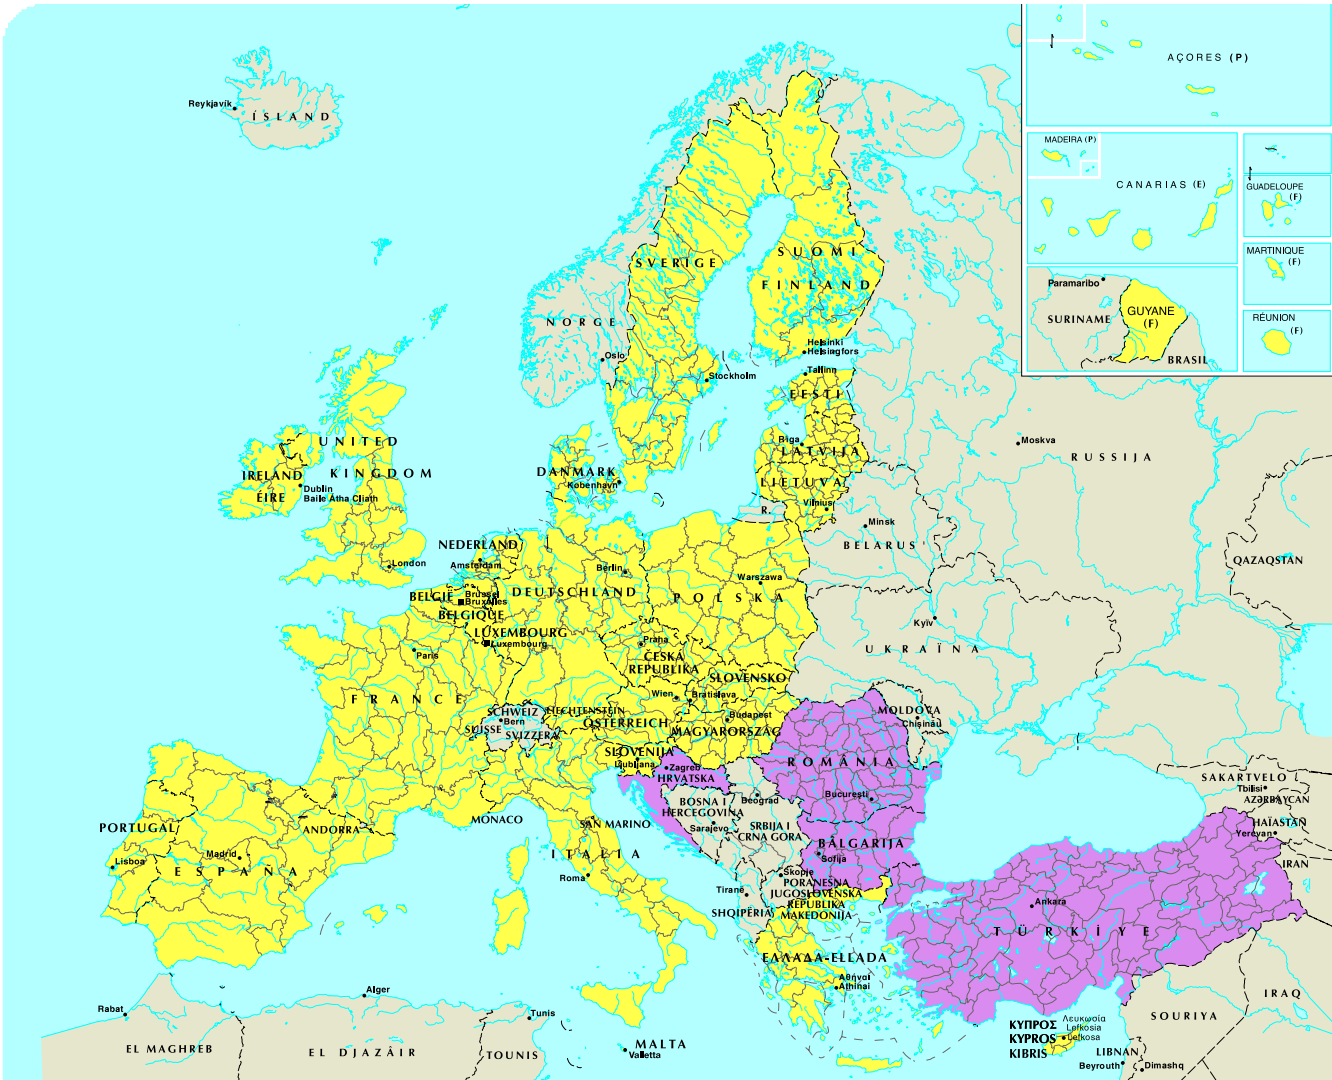 AÇORES (P)
MADEIRA (P)
CANARIAS (E)
GUADELOUPE
(F)
MARTINIQUE
(F)
RÉUNION
(F)
Paramaribo
SURINAME
GUYANE
(F)
BRASIL
Reykjavík
ÍSLAND
SVERIGE
SUOMI
FINLAND
NORGE
Oslo
Helsinki
Helsingfors
Stockholm
Tallinn
EESTI
Rīga
LATVIJA
LIETUVA
Vilnius
R.
Moskva
RUSSIJA
UNITED
KINGDOM
IRELAND
ÉIRE
Dublin
Baile Átha Cliath
London
DANMARK
København
Minsk
BELARUS
QAZAQSTAN
NEDERLAND
Amsterdam
Berlin
DEUTSCHLAND
Warszawa
POLSKA
BELGIË
Brussel
Bruxelles
BELGIQUE
LUXEMBOURG
Luxembourg
Kyïv
UKRAÏNA
Paris
FRANCE
Praha
ČESKÁ
REPUBLIKA
SLOVENSKO
Wien
Bratislava
SCHWEIZ
Bern
SUISSE
SVIZZERA
LIECHTENSTEIN
ÖSTERREICH
Budapest
MAGYARORSZÁG
MOLDOVA
Chişinău
SLOVENIJA
Ljubljana
Zagreb
HRVATSKA
ROMÂNIA
Bucureşti
BOSNA I
HERCEGOVINA
Sarajevo
Beograd
SRBIJA I
CRNA GORA
BĂLGARIJA
Sofija
SAKARTVELO
Tbilisi
AZƏRBAYCAN
HAÏASTAN
Yerevan
IRAN
PORTUGAL
Lisboa
Madrid
ESPAÑA
ANDORRA
MONACO
SAN MARINO
ITALIA
Roma
Skopje
PORANEŠNA
JUGOSLOVENSKA
REPUBLIKA
MAKEDONIJA
Tiranë
SHQIPËRIA
Ankara
TÜRKİYE
ΕΛΛΑΔΑ-ELLADA
Αθήναι
Athinai
Rabat
EL MAGHREB
Alger
EL DJAZÂIR
Tunis
TOUNIS
MALTA
Valletta
ΚΥΠΡΟΣ
KYPROS
KIBRIS
Λευκωσία
Lefkosia
Lefkosa
LIBNAN
Beyrouth
Dimashq
SOURIYA
IRAQ